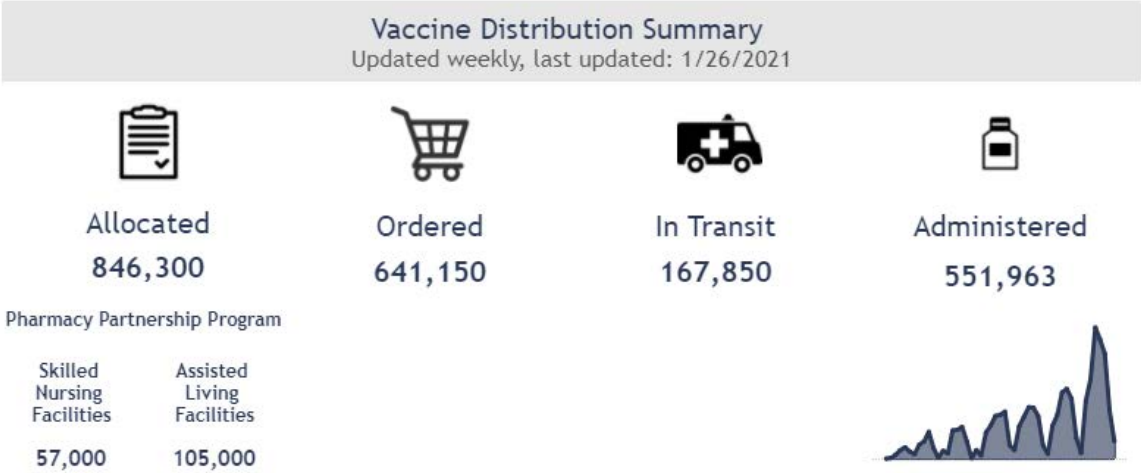 Vaccine Distribution Summary
Updated weekly, last updated: 1/26/2021
Allocated
846,300
Ordered
641,150
In Transit
167,850
Administered
551,963
Pharmacy Partnership Program
Skilled
Nursing
Facilities
57,000
Assisted
Living
Facilities
105,000